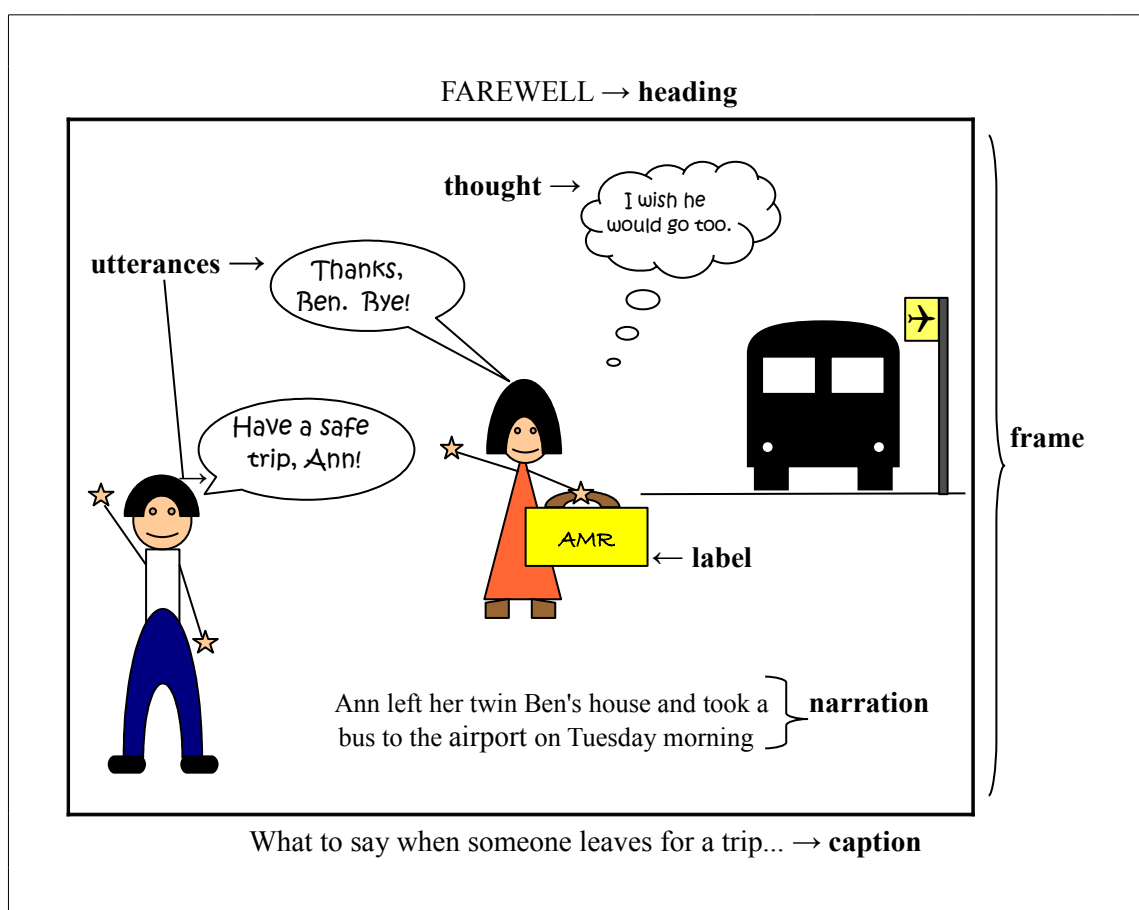 FAREWELL → heading
thought →
I wish he
would go too.
utterances →
Thanks,
Ben. Bye!
Have a safe
trip, Ann!
frame
AMR
← label
Ann left her twin Ben's house and took a
bus to the airport on Tuesday morning
narration
What to say when someone leaves for a trip... → caption